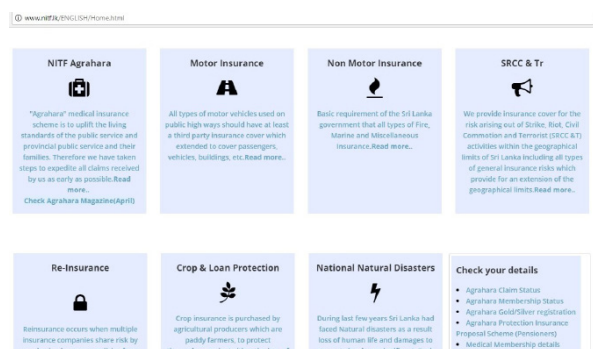 www.nitf.lk/ENGLISH/Home.html
NITF Agrahara
"Agrahara" medical insurance
scheme is to uplift the living
standards of the public service and
provincial public service and their
families. Therefore we have taken
steps to expedite all claims received
by us as early as possible.Read
more..
Check Agrahara Magazine(April)
Motor Insurance
All types of motor vehicles used on
public high ways should have at least
a third party insurance cover which
extended to cover passengers,
vehicles, buildings, etc.Read more..
Non Motor Insurance
Basic requirement of the Sri Lanka
government that all types of Fire,
Marine and Miscellaneous
Insurance.Read more..
SRCC & Tr
We provide insurance cover for the
risk arising out of Strike, Riot, Civil
Commotion and Terrorist (SRCC &T)
activities within the geographical
limits of Sri Lanka including all types
of general insurance risks which
provide for an extension of the
geographical limits.Read more..
Re-Insurance
Reinsurance occurs when multiple
insurance companies share risk by
Crop & Loan Protection
Crop insurance is purchased by
agricultural producers which are
paddy farmers, to protect
National Natural Disasters
During last few years Sri Lanka had
faced Natural disasters as a result
loss of human life and damages to
Check your details
Agrahara Claim Status
Agrahara Membership Status
Agrahara Gold/Silver registration
Agrahara Protection Insurance
Proposal Scheme (Pensioners)
Medical Membership details